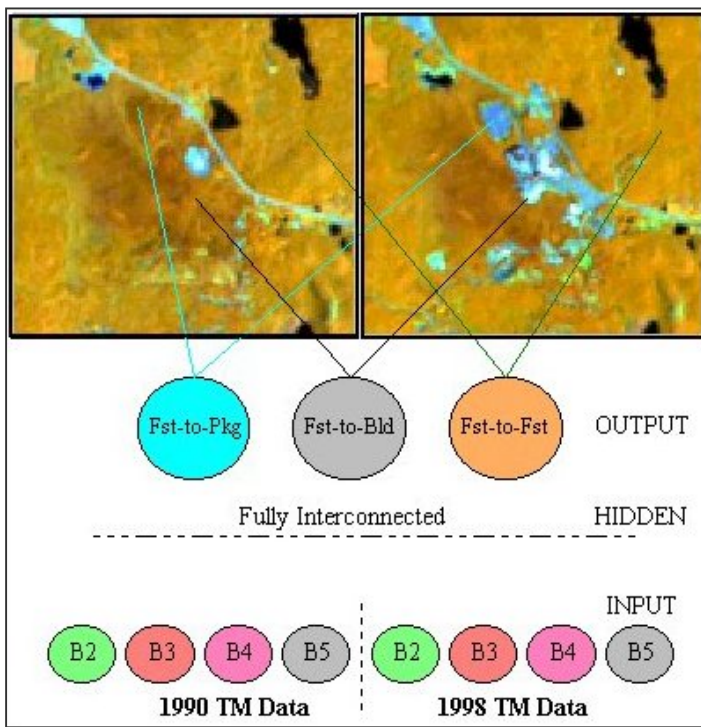 Fst-to-Pkg Fst-to-Bld Fst-to-Fst OUTPUT
Fully Interconnected HIDDEN
INPUT
B2 B3 B4 B5 B2 B3 B4 B5
1990 TM Data 1998 TM Data